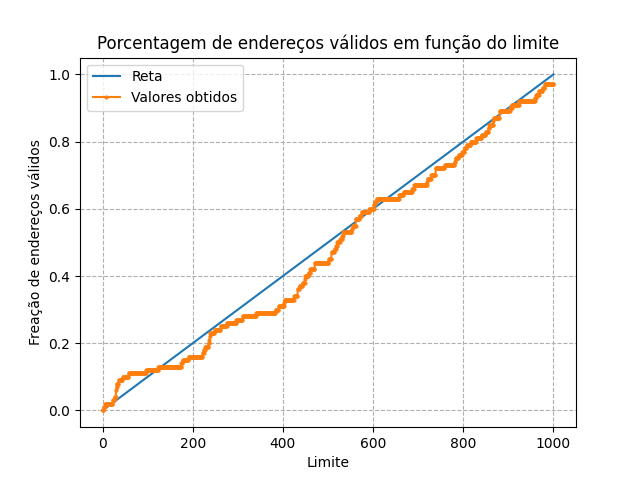 Porcentagem de endereços válidos em função do limite
Reta
Valores obtidos
1.0
0.8
0.6
0.4
0.2
0.0
Freação de endereços válidos
0
200
400
600
800
1000
Limite